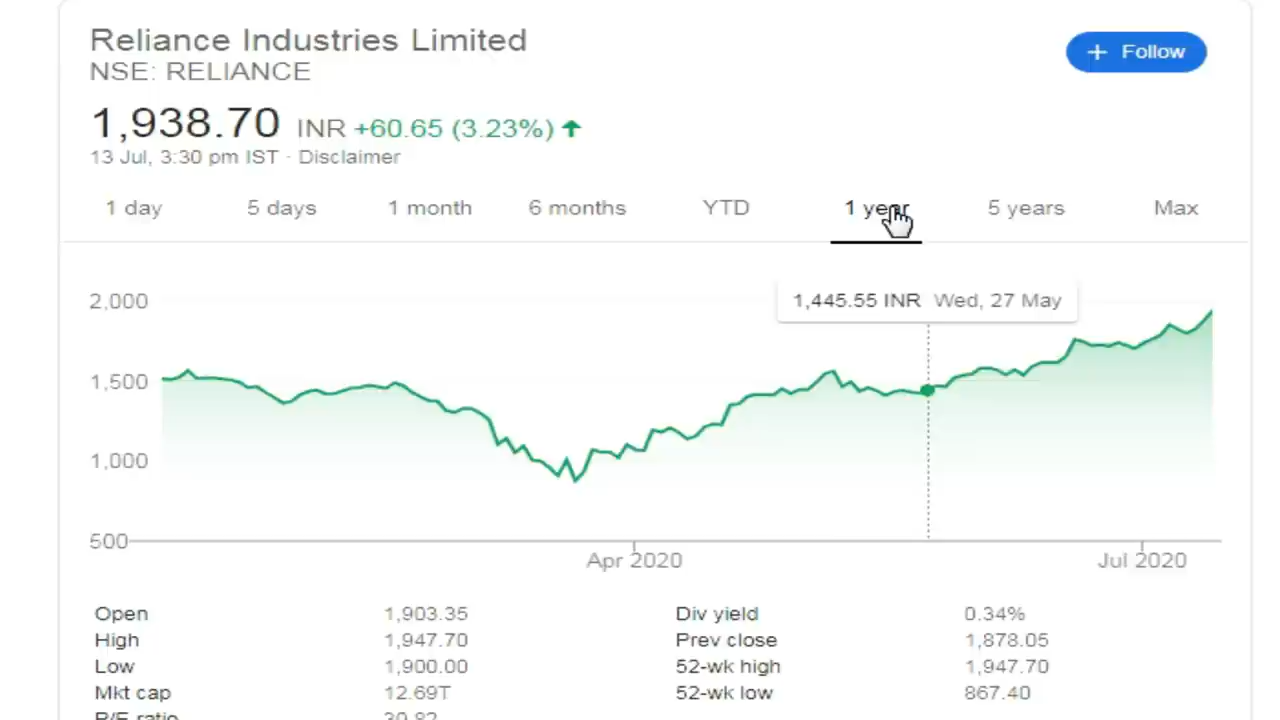 Reliance Industries Limited
NSE: RELIANCE
+ Follow
1,938.70 INR +60.65 (3.23%)
13 Jul, 3:30 pm IST · Disclaimer
1 day 5 days 1 month 6 months YTD 1 year 5 years Max
1,445.55 INR Wed, 27 May
2,000
1,500
1,000
500
Apr 2020 Jul 2020
Open 1,903.35 Div yield 0.34%
High 1,947.70 Prev close 1,878.05
Low 1,900.00 52-wk high 1,947.70
Mkt cap 12.69T 52-wk low 867.40
P/E ratio 30.82